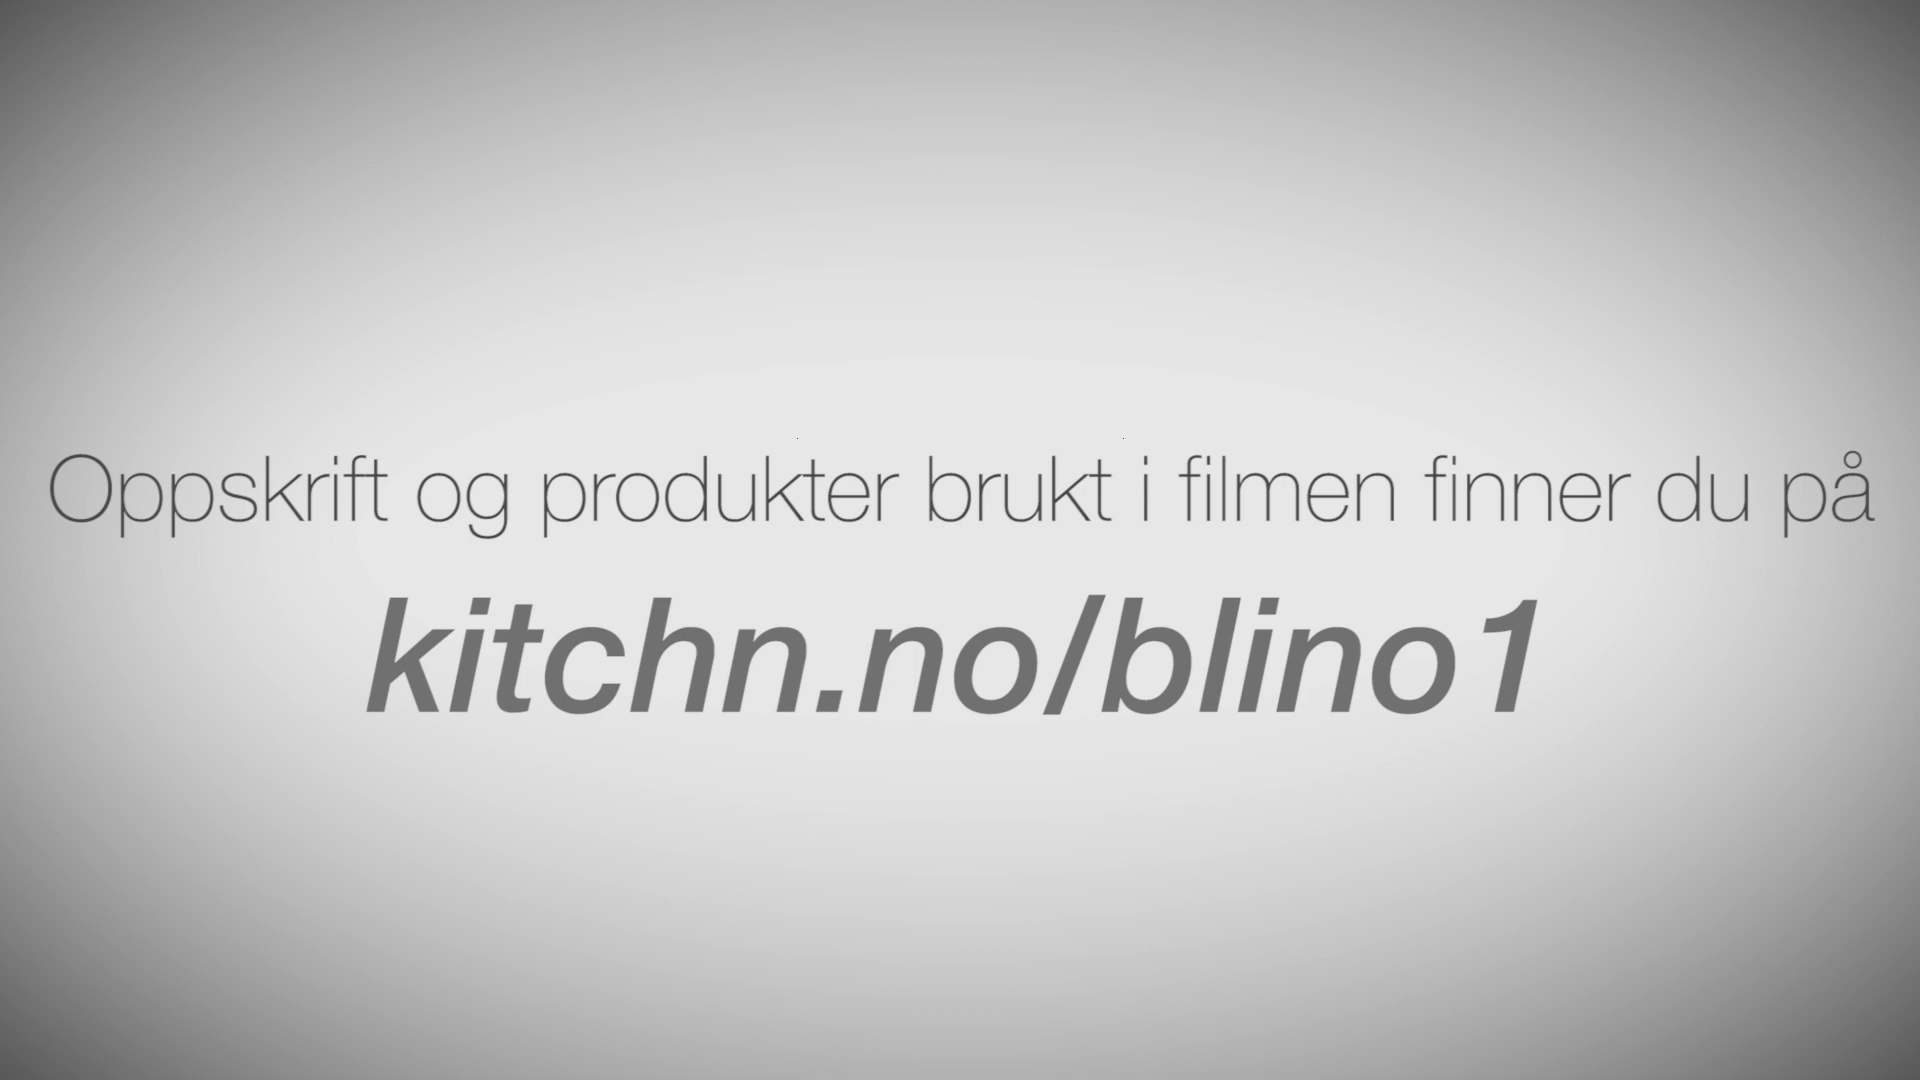 Oppskrift og produkter brukt i filmen finner du på
kitchn.no/blino1